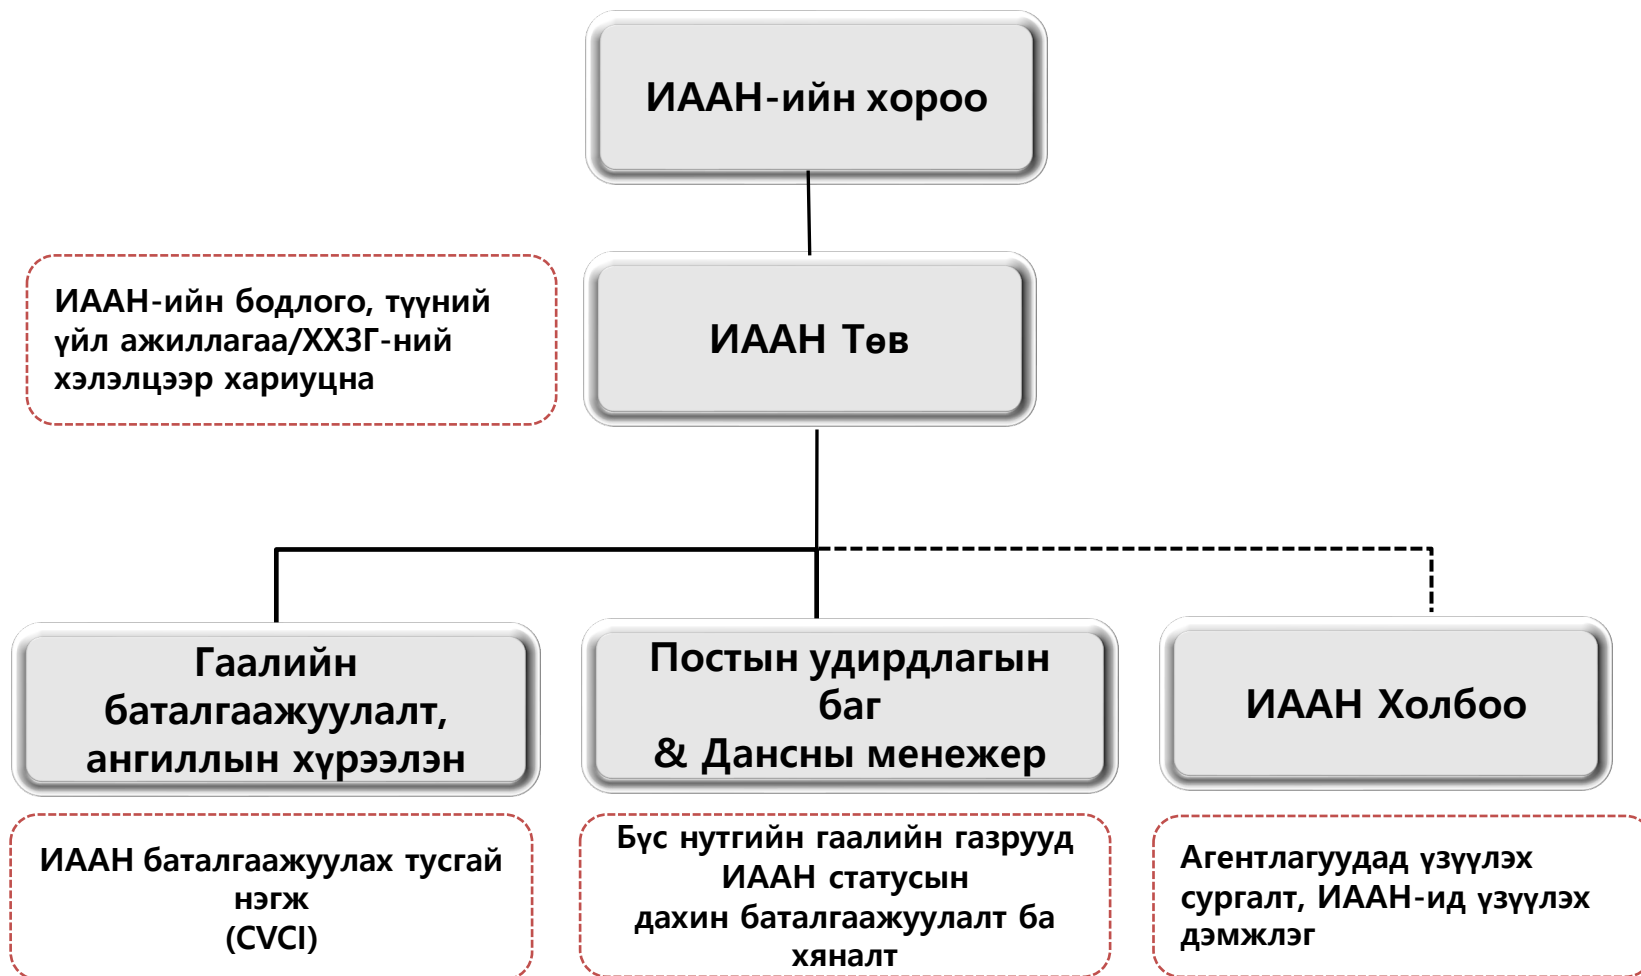 ИААН-ийн хороо
ИААН-ийн бодлого, түүний
үйл ажиллагаа/ХХЗГ-ний
хэлэлцээр хариуцна
ИААН Төв
Гаалийн
баталгаажуулалт,
ангиллын хүрээлэн
Постын удирдлагын
баг
& Дансны менежер
ИААН Холбоо
ИААН баталгаажуулах тусгай
нэгж
(CVCI)
Бүс нутгийн гаалийн газрууд
ИААН статусын
дахин баталгаажуулалт ба
хяналт
Агентлагуудад үзүүлэх
сургалт, ИААН-ид үзүүлэх
дэмжлэг